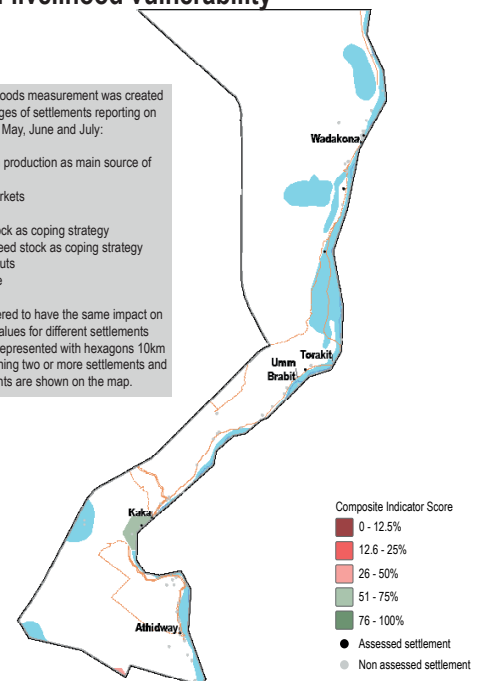 livelihood vulnerability
oods measurement was created
ges of settlements reporting on
May, June and July:
production as main source of
rkets
ock as coping strategy
eed stock as coping strategy
uts
e
ered to have the same impact on
alues for different settlements
epresented with hexagons 10km
ning two or more settlements and
nts are shown on the map.
Wadakona
Torakit
Umm
Brabit
Kaka
Athidway
Composite Indicator Score
0 - 12.5%
12.6 - 25%
26 - 50%
51 - 75%
76 - 100%
Assessed settlement
Non assessed settlement